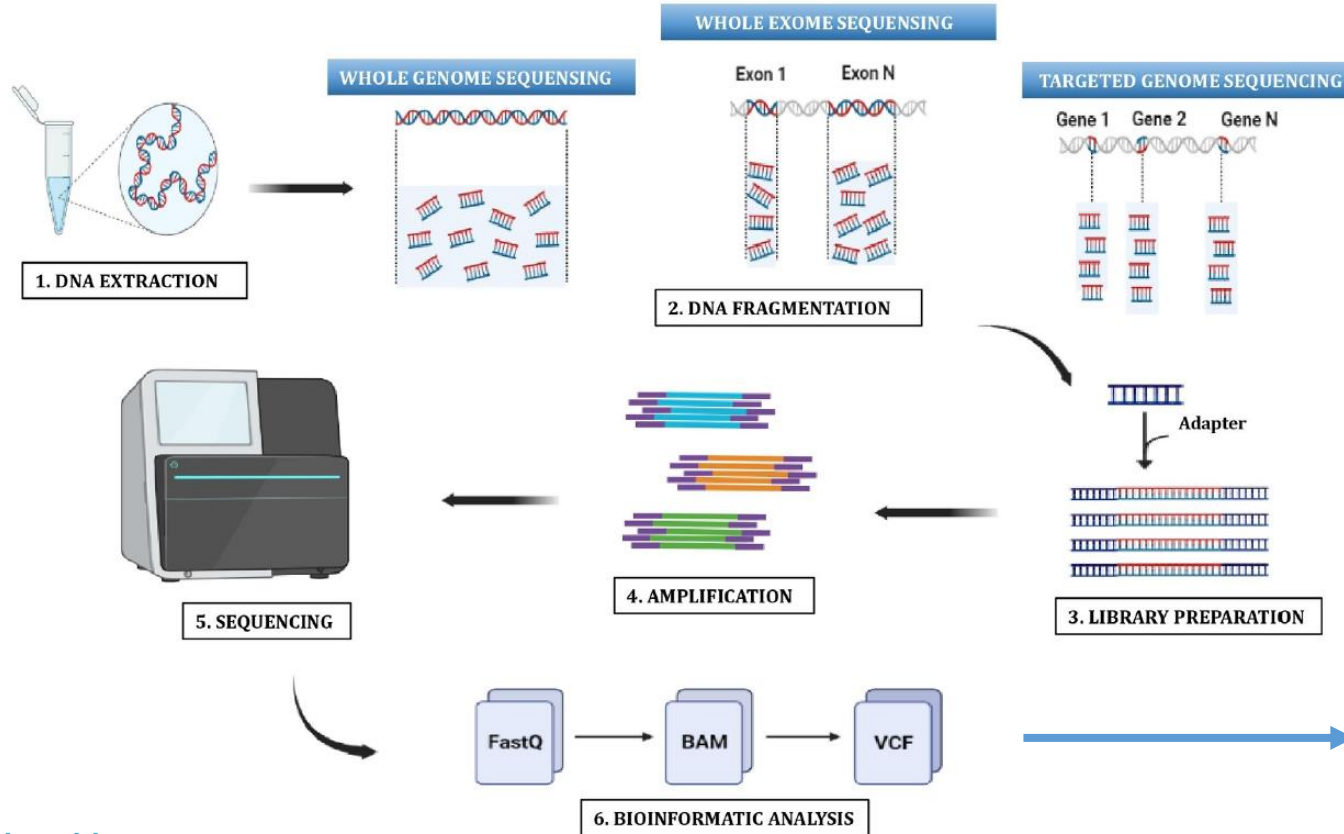 WHOLE EXOME SEQUENSING
WHOLE GENOME SEQUENSING
Exon 1 Exon N
TARGETED GENOME SEQUENCING
Gene 1 Gene 2 Gene N
1. DNA EXTRACTION
2. DNA FRAGMENTATION
Adapter
3. LIBRARY PREPARATION
4. AMPLIFICATION
5. SEQUENCING
FastQ BAM VCF
6. BIOINFORMATIC ANALYSIS